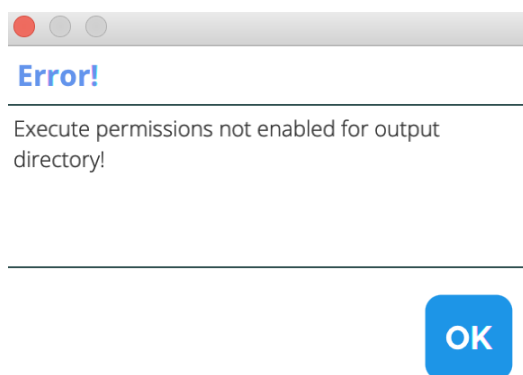 Error!
Execute permissions not enabled for output
directory!
OK